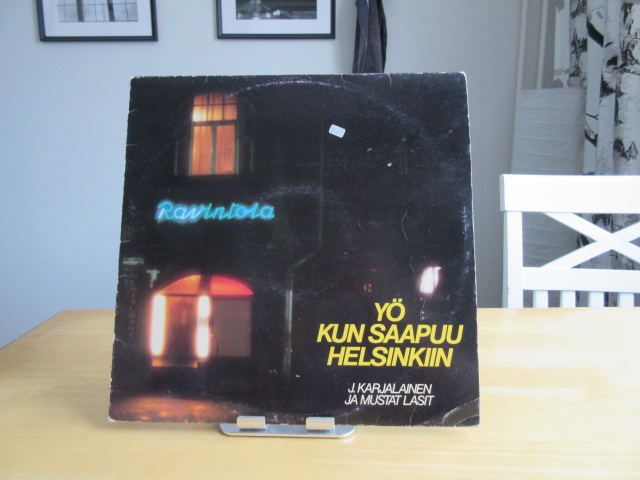 Ravintola
YÖ
KUN SAAPUU
HELSINKIIN
J. KARJALAINEN
JA MUSTAT LASIT